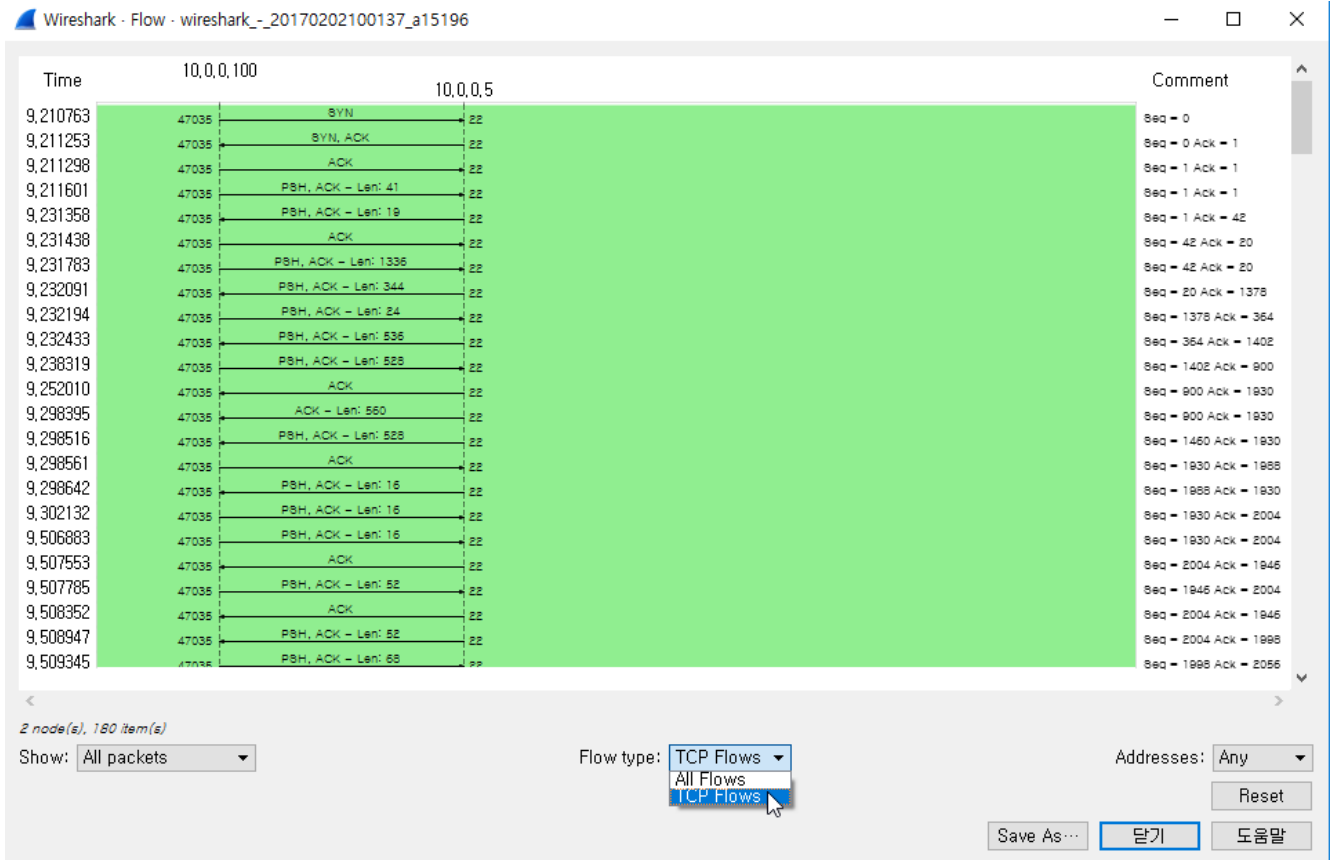 Wireshark · Flow · wireshark_-_20170202100137_a15196
Time 10,0,0,100 10,0,0,5 Comment
9,210763 47035 SYN 22 Seq = 0
9,211253 47035 SYN, ACK 22 Seq = 0 Ack = 1
9,211298 47035 ACK 22 Seq = 1 Ack = 1
9,211601 47035 PSH, ACK - Len: 41 22 Seq = 1 Ack = 1
9,231358 47035 PSH, ACK - Len: 19 22 Seq = 1 Ack = 42
9,231438 47035 ACK 22 Seq = 42 Ack = 20
9,231783 47035 PSH, ACK - Len: 1336 22 Seq = 42 Ack = 20
9,232091 47035 PSH, ACK - Len: 344 22 Seq = 20 Ack = 1378
9,232194 47035 PSH, ACK - Len: 24 22 Seq = 1378 Ack = 364
9,232433 47035 PSH, ACK - Len: 536 22 Seq = 364 Ack = 1402
9,238319 47035 PSH, ACK - Len: 528 22 Seq = 1402 Ack = 900
9,252010 47035 ACK 22 Seq = 900 Ack = 1930
9,298395 47035 ACK - Len: 560 22 Seq = 900 Ack = 1930
9,298516 47035 PSH, ACK - Len: 528 22 Seq = 1460 Ack = 1930
9,298561 47035 ACK 22 Seq = 1930 Ack = 1988
9,298642 47035 PSH, ACK - Len: 16 22 Seq = 1988 Ack = 1930
9,302132 47035 PSH, ACK - Len: 16 22 Seq = 1930 Ack = 2004
9,506883 47035 PSH, ACK - Len: 16 22 Seq = 1930 Ack = 2004
9,507553 47035 ACK 22 Seq = 2004 Ack = 1946
9,507785 47035 PSH, ACK - Len: 52 22 Seq = 1946 Ack = 2004
9,508352 47035 ACK 22 Seq = 2004 Ack = 1946
9,508947 47035 PSH, ACK - Len: 52 22 Seq = 2004 Ack = 1998
9,509345 47035 PSH, ACK - Len: 68 22 Seq = 1998 Ack = 2056
2 node(s), 180 item(s)
Show: All packets Flow type: TCP Flows Addresses: Any
All Flows
TCP Flows Reset
Save As… 닫기 도움말